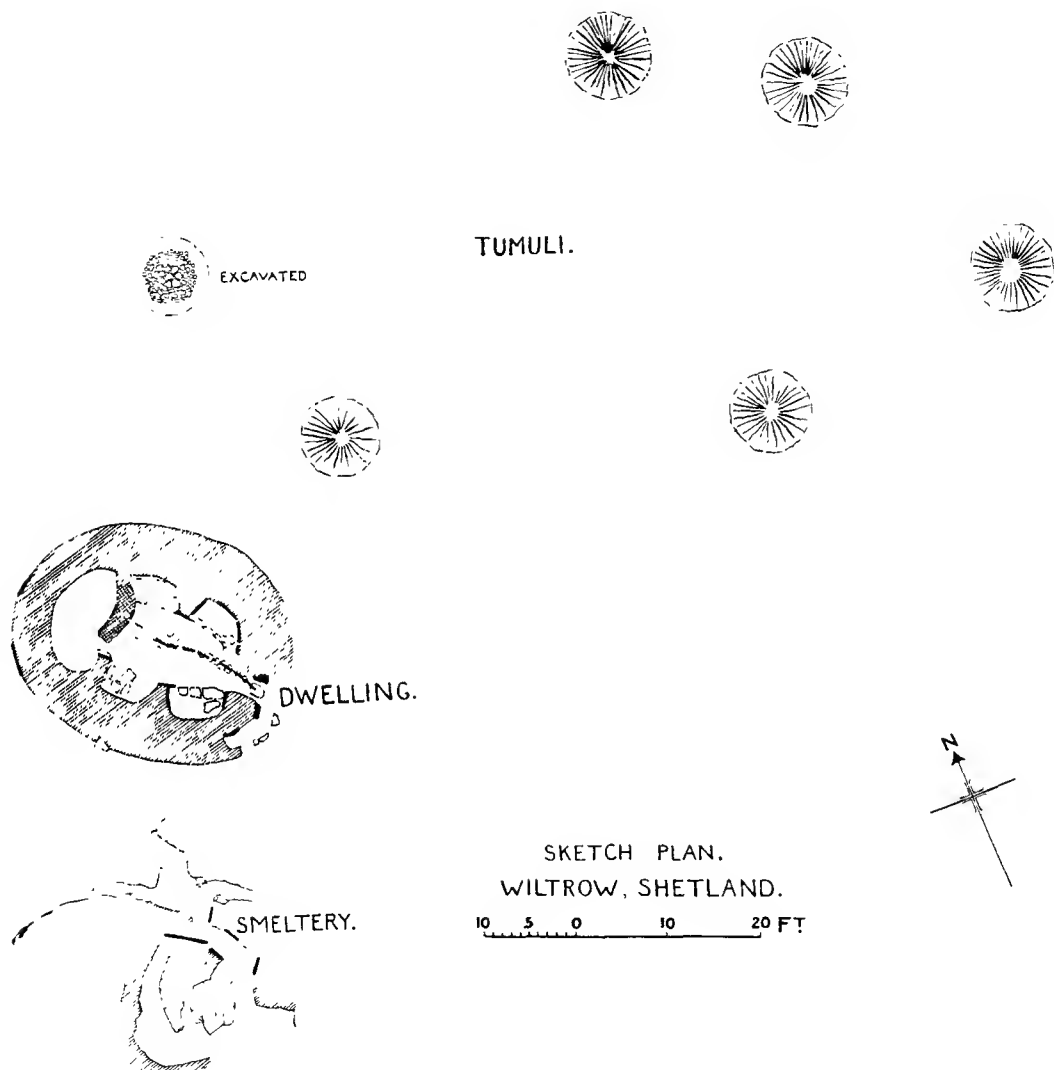 TUMULI.
EXCAVATED
DWELLING.
N
SKETCH PLAN.
WILTROW, SHETLAND.
SMELTERY.
10 5 0 10 20 FT.